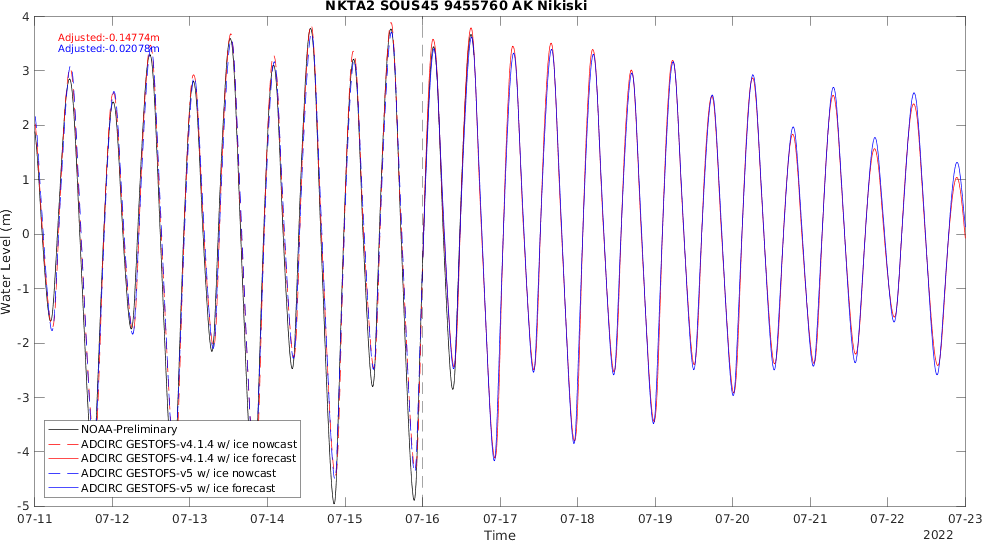 NKTA2 SOUS45 9455760 AK Nikiski
Adjusted:-0.14774m
Adjusted:-0.02078m
4
3
2
1
0
-1
-2
-3
-4
-5
Water Level (m)
NOAA-Preliminary
ADCIRC GESTOFS-v4.1.4 w/ ice nowcast
ADCIRC GESTOFS-v4.1.4 w/ ice forecast
ADCIRC GESTOFS-v5 w/ ice nowcast
ADCIRC GESTOFS-v5 w/ ice forecast
07-11 07-12 07-13 07-14 07-15 07-16 07-17 07-18 07-19 07-20 07-21 07-22 07-23
Time
2022